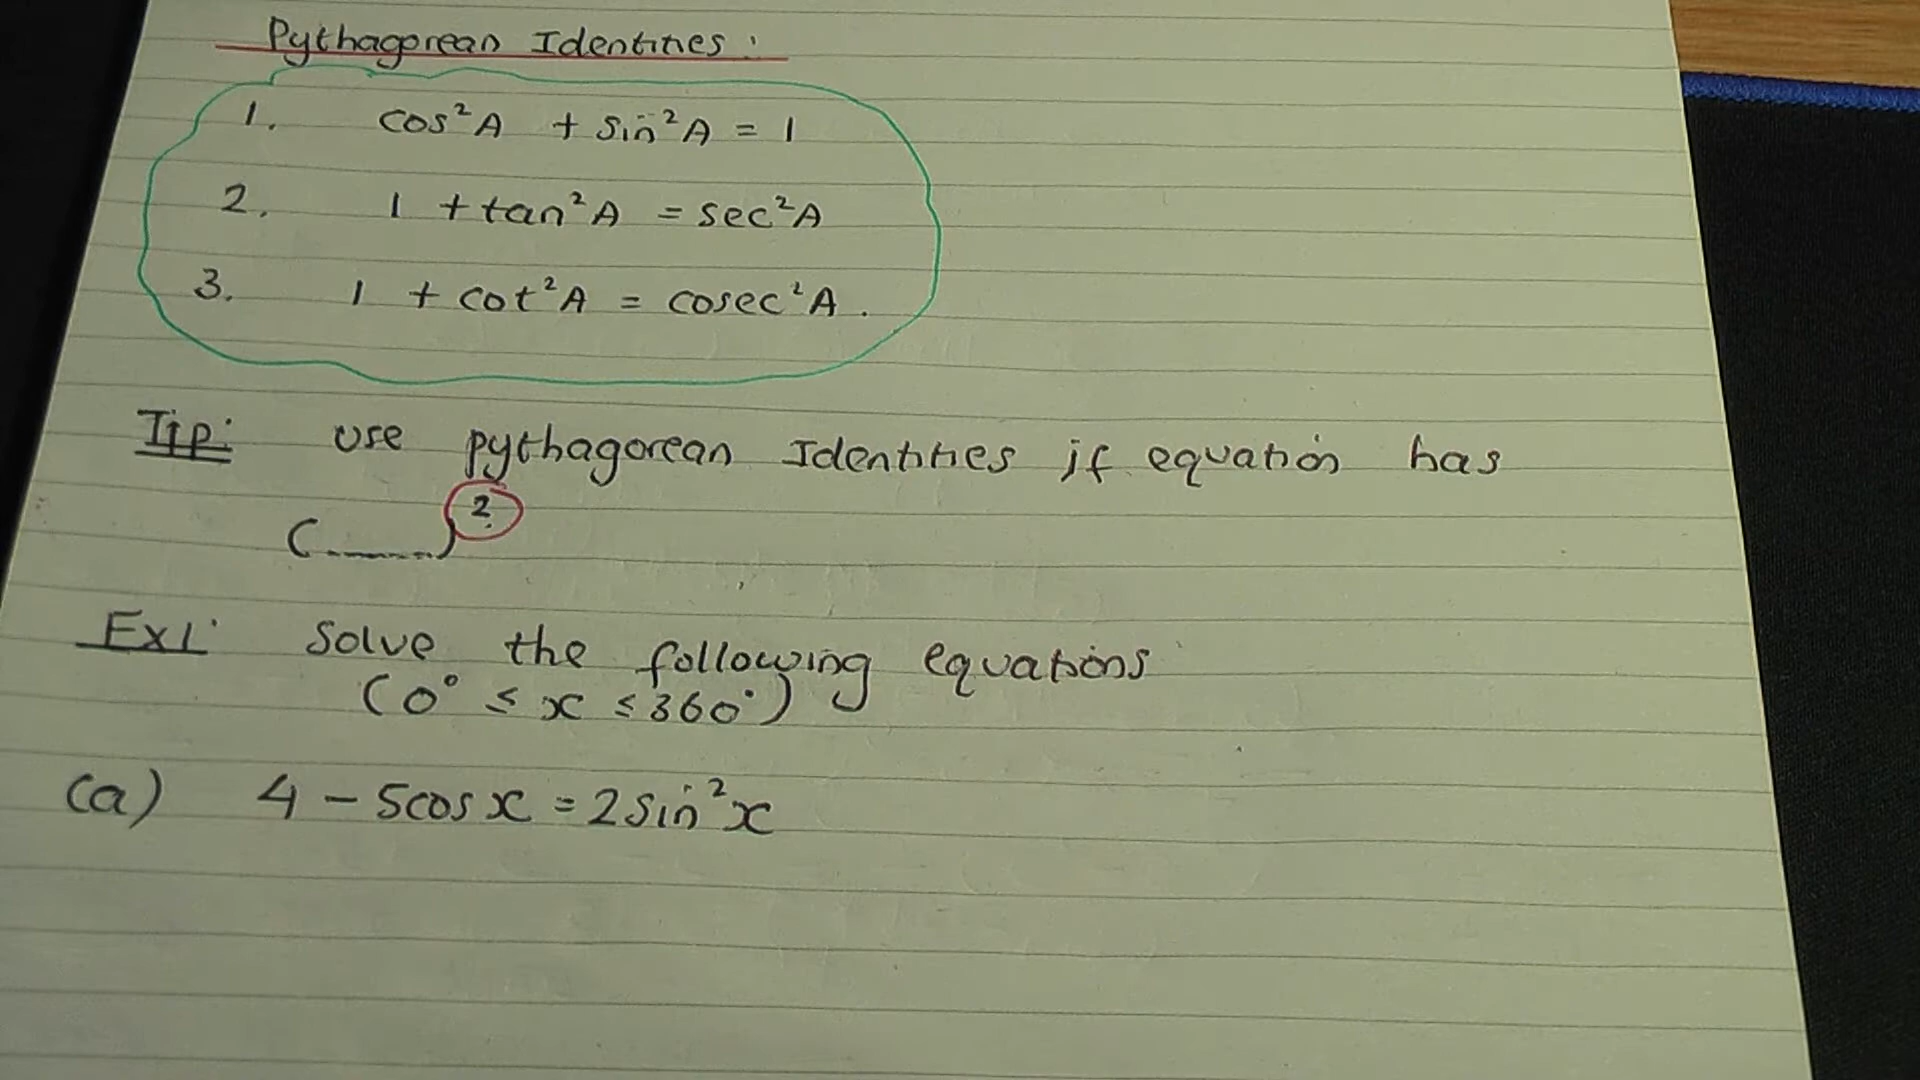 Pythagorean Identities :
1. cos²A + sin²A = 1
2. 1 + tan²A = sec²A
3. 1 + cot²A = cosec²A.
Tip: use pythagorean Identities if equation has
(........)²
Ex1: Solve the following equations
(0° ≤ x ≤ 360°)
(a) 4 - 5cos x = 2sin²x